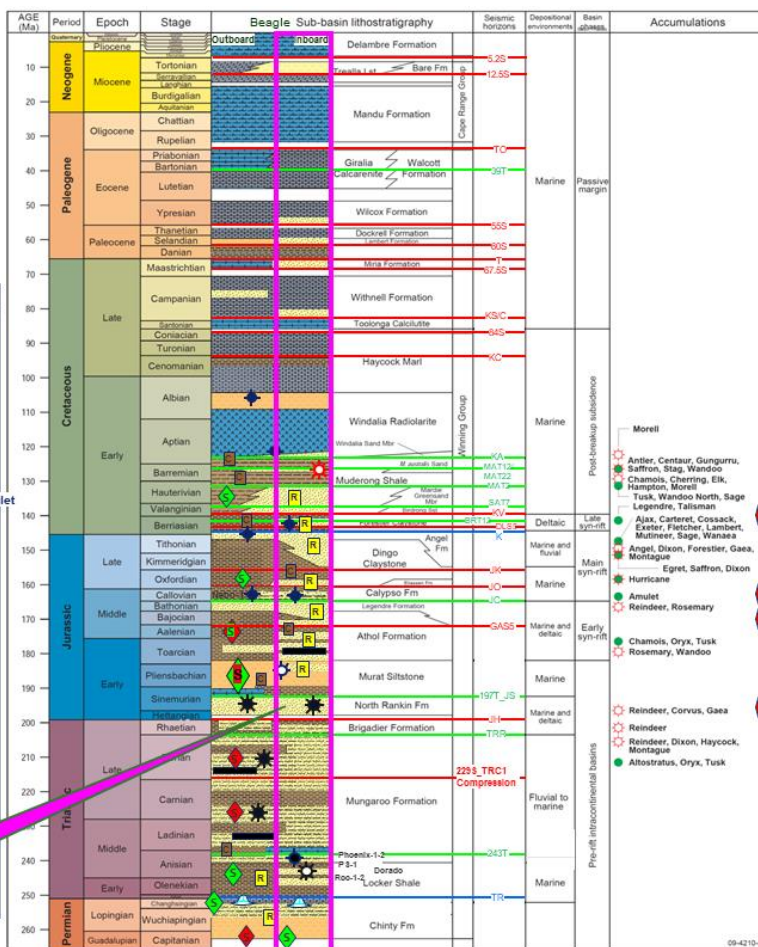 AGE (Ma)
Period
Epoch
Stage
Beagle Sub-basin lithostratigraphy
Outboard
Inboard
Seismic horizons
Depositional environments
Basin phases
Accumulations
10
20
30
40
50
60
70
80
90
100
110
120
130
140
150
160
170
180
190
200
210
220
230
240
250
260
Quaternary
Neogene
Paleogene
Cretaceous
Jurassic
Permian
Pliocene
Miocene
Oligocene
Eocene
Paleocene
Late
Early
Late
Middle
Early
Late
Middle
Early
Lopingian
Guadalupian
Tortonian
Serravallian
Langhian
Burdigalian
Aquitanian
Chattian
Rupelian
Priabonian
Bartonian
Lutetian
Ypresian
Thanetian
Selandian
Danian
Maastrichtian
Campanian
Santonian
Coniacian
Turonian
Cenomanian
Albian
Aptian
Barremian
Hauterivian
Valanginian
Berriasian
Tithonian
Kimmeridgian
Oxfordian
Callovian
Bathonian
Bajocian
Aalenian
Toarcian
Pliensbachian
Sinemurian
Hettangian
Rhaetian
Carnian
Ladinian
Anisian
Olenekian
Changhsingian
Wuchiapingian
Capitanian
Delambre Formation
Trealla Lst
Bare Fm
Mandu Formation
Giralia Calcarenite
Walcott Formation
Wilcox Formation
Dockrell Formation
Lambert Formation
Miria Formation
Withnell Formation
Toolonga Calcilutite
Haycock Marl
Windalia Radiolarite
Windalia Sand Mbr
M australis Sand
Muderong Shale
Mardie Greensand Mbr
Forestier Claystone
Angel Fm
Dingo Claystone
Calypso Fm
Legendre Formation
Athol Formation
Murat Siltstone
North Rankin Fm
Brigadier Formation
Mungaroo Formation
Phoenix-1-2
Dorado
Roc-1-2
Locker Shale
Chinty Fm
Cape Range Group
Winning Group
5.2S
12.5S
TO
39T
55S
60S
T
67.5S
KS/C
84S
KC
KA
MAT12
MAT22
MAT2
SAT7
KV
K
JK
JO
JC
GAS5
197T_JS
JH
TRR
229S_TRC1
Compression
243T
TR
Marine
Marine
Deltaic
Marine and fluvial
Marine
Marine and deltaic
Marine
Marine and deltaic
Fluvial to marine
Marine
Passive margin
Post-breakup subsidence
Late syn-rift
Main syn-rift
Early syn-rift
Pre-rift intracontinental basins
Morell
Antler, Centaur, Gungurru,
Saffron, Stag, Wandoo
Chamois, Cherring, Elk,
Hampton, Morell
Tusk, Wandoo North, Sage
Legendre, Talisman
Ajax, Carteret, Cossack,
Exeter, Fletcher, Lambert,
Mutineer, Sage, Wanaea
Angel, Dixon, Forestier, Gaea,
Montague
Egret, Saffron, Dixon
Hurricane
Amulet
Reindeer, Rosemary
Chamois, Oryx, Tusk
Rosemary, Wandoo
Reindeer, Corvus, Gaea
Reindeer
Reindeer, Dixon, Haycock,
Montague
Altostratus, Oryx, Tusk